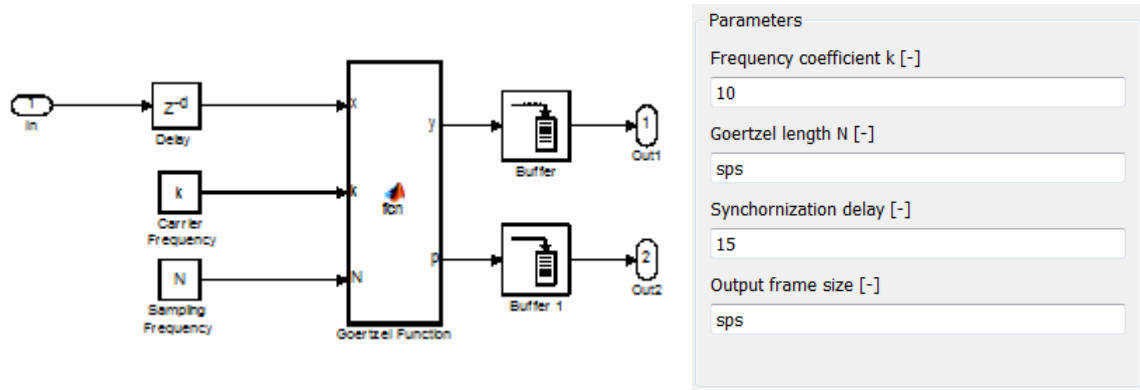 1
In
Z-d
Delay
k
Carrier
Frequency
N
Sampling
Frequency
x
k
N
y
p
fcn
Goertzel Function
Buffer
Buffer 1
1
Out1
2
Out2
Parameters
Frequency coefficient k [-]
10
Goertzel length N [-]
sps
Synchornization delay [-]
15
Output frame size [-]
sps